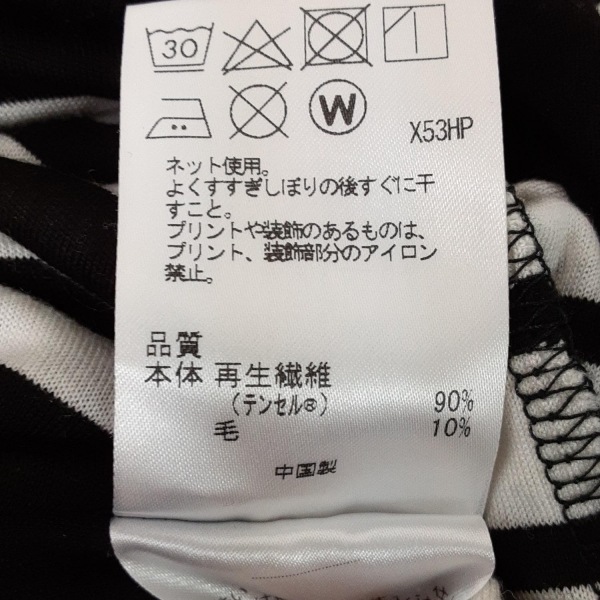 30
W
X53HP
ネット使用。
よくすすぎしぼりの後すぐに干
すこと。
プリントや装飾のあるものは、
プリント、装飾部分のアイロン
禁止。
品質
本体 再生繊維
(テンセル®) 90%
毛 10%
中国製